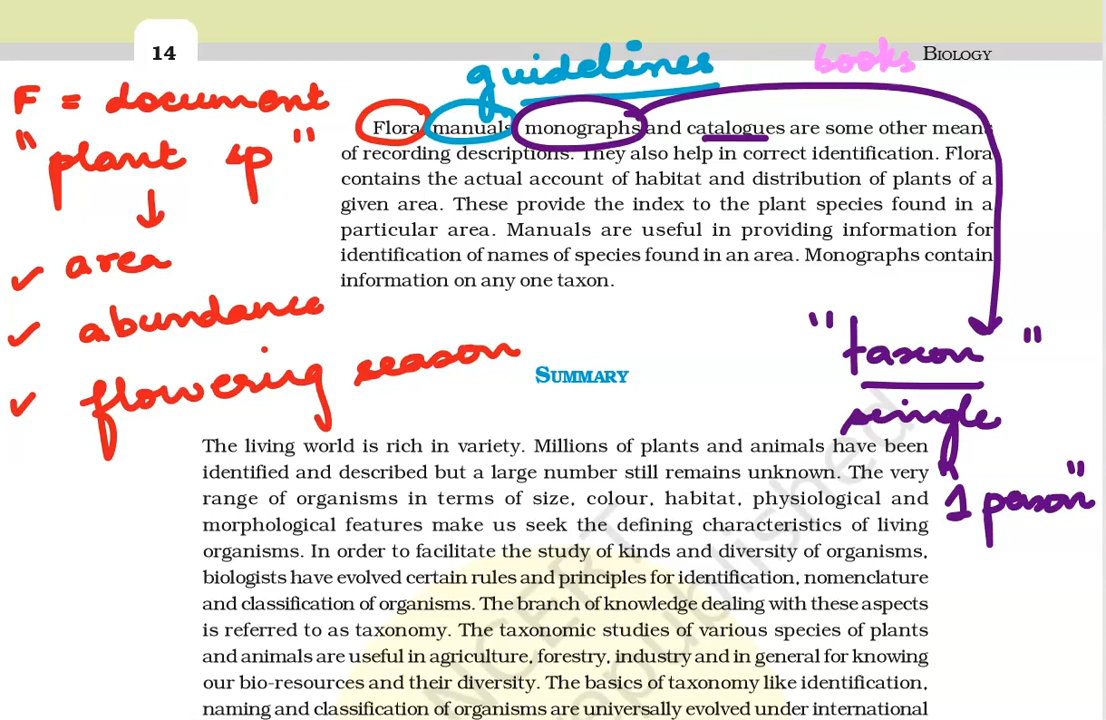 14
guidelines
books
BIOLOGY
F = document
"plant sp"
↓
✓ area
✓ abundance
✓ flowering season
Flora, manuals, monographs and catalogues are some other means
of recording descriptions. They also help in correct identification. Flora
contains the actual account of habitat and distribution of plants of a
given area. These provide the index to the plant species found in a
particular area. Manuals are useful in providing information for
identification of names of species found in an area. Monographs contain
information on any one taxon.
"taxon"
single
"1 person"
SUMMARY
The living world is rich in variety. Millions of plants and animals have been
identified and described but a large number still remains unknown. The very
range of organisms in terms of size, colour, habitat, physiological and
morphological features make us seek the defining characteristics of living
organisms. In order to facilitate the study of kinds and diversity of organisms,
biologists have evolved certain rules and principles for identification, nomenclature
and classification of organisms. The branch of knowledge dealing with these aspects
is referred to as taxonomy. The taxonomic studies of various species of plants
and animals are useful in agriculture, forestry, industry and in general for knowing
our bio-resources and their diversity. The basics of taxonomy like identification,
naming and classification of organisms are universally evolved under international
NCERT
republished